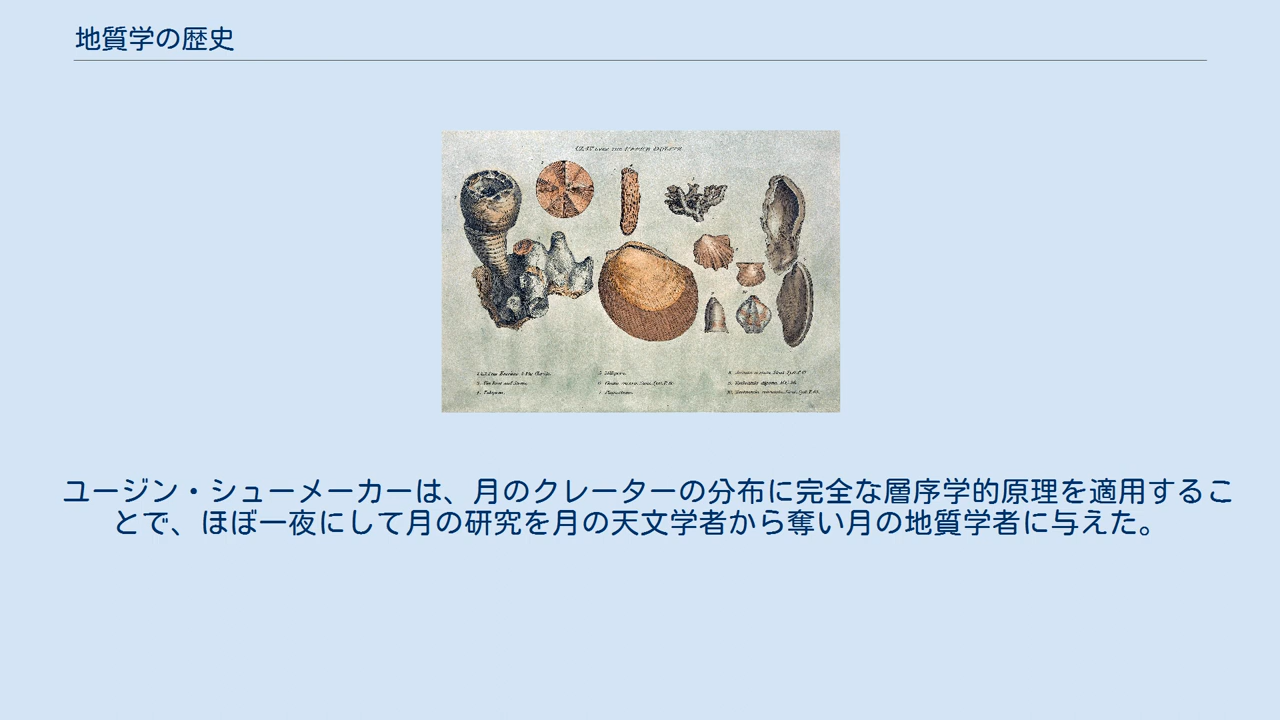 地質学の歴史
ユージン・シューメーカーは、月のクレーターの分布に完全な層序学的原理を適用するこ
とで、ほぼ一夜にして月の研究を月の天文学者から奪い月の地質学者に与えた。